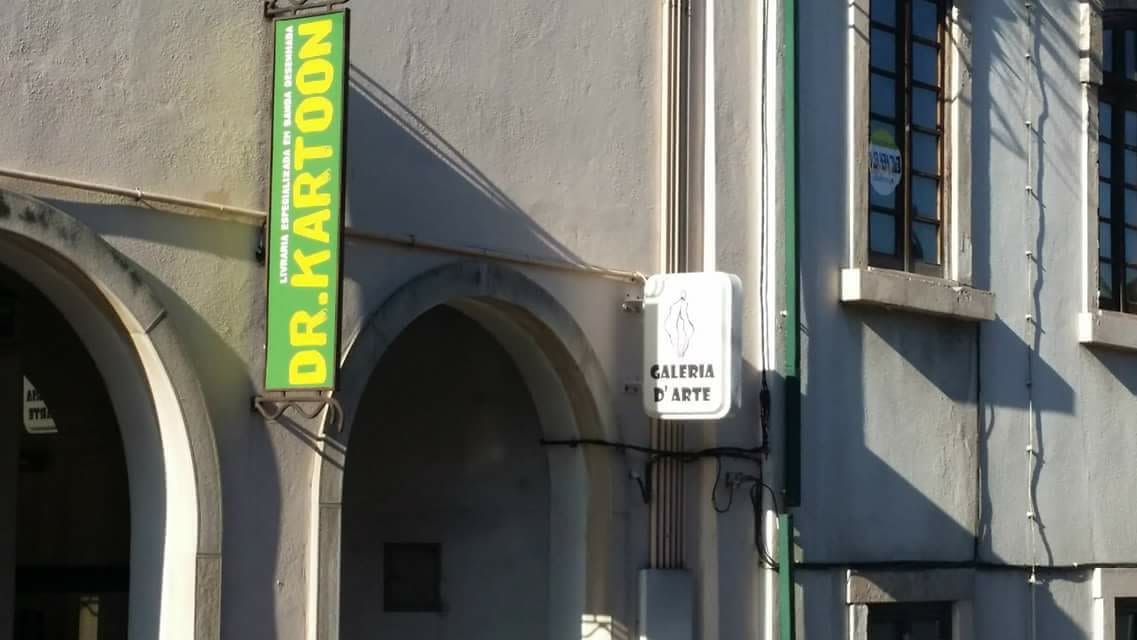 LIVRARIA ESPECIALIZADA EM BANDA DESENHADA
DR.KARTOON
GALERIA
D'ARTE